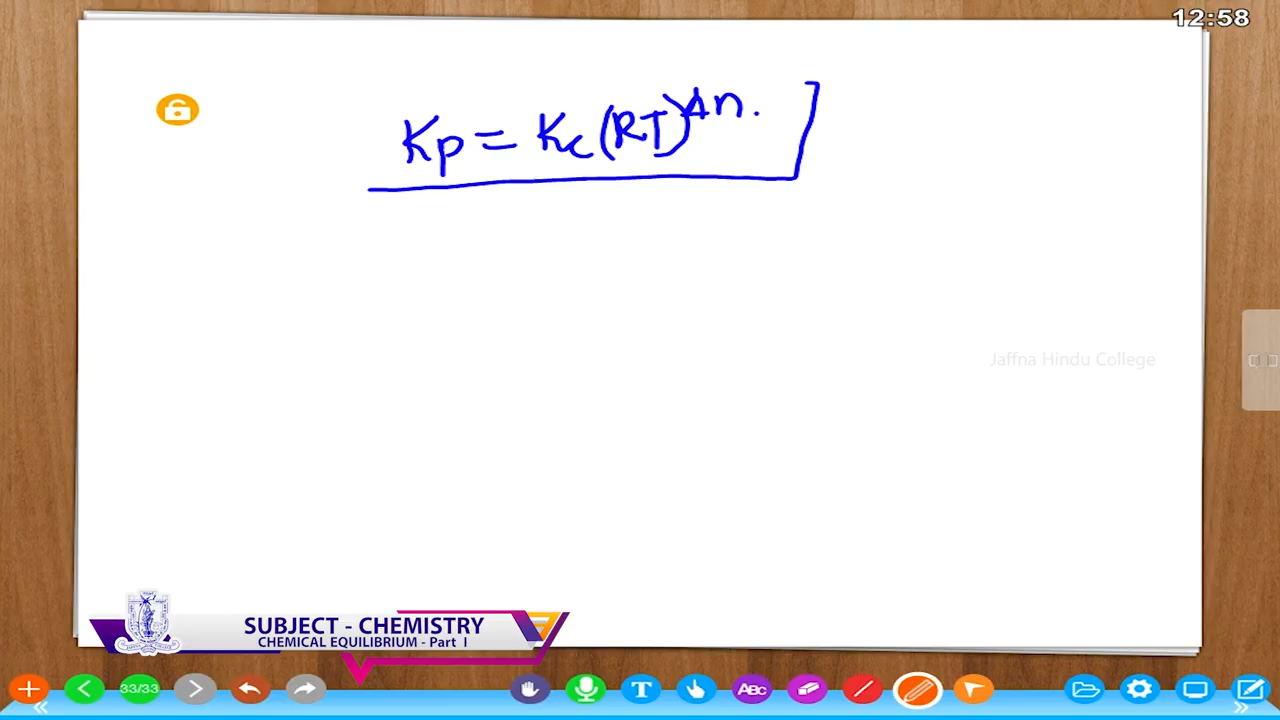 12:58
Kp = Kc (RT)^Δn.
Jaffna Hindu College
SUBJECT - CHEMISTRY
CHEMICAL EQUILIBRIUM - Part I
33/33
T
ABC